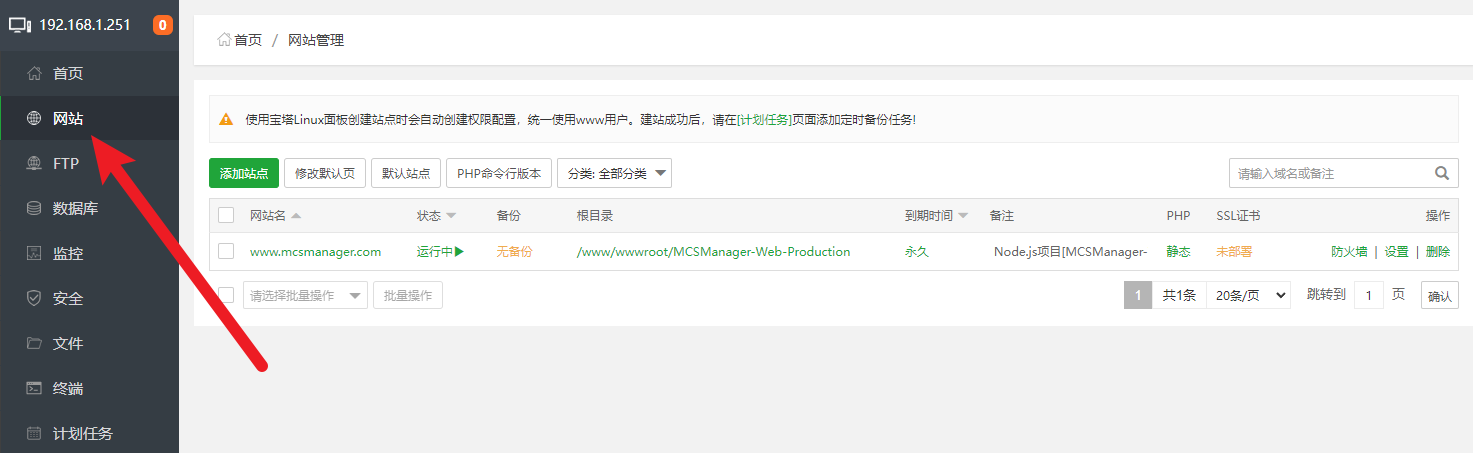 192.168.1.251 0
首页
网站
FTP
数据库
监控
安全
文件
终端
计划任务
首页 / 网站管理
使用宝塔Linux面板创建站点时会自动创建权限配置，统一使用www用户。建站成功后，请在[计划任务]页面添加定时备份任务!
添加站点 修改默认页 默认站点 PHP命令行版本 分类: 全部分类 请输入域名或备注
网站名 状态 备份 根目录 到期时间 备注 PHP SSL证书 操作
www.mcsmanager.com 运行中 无备份 /www/wwwroot/MCSManager-Web-Production 永久 Node.js项目[MCSManager- 静态 未部署 防火墙 | 设置 | 删除
请选择批量操作 批量操作 1 共1条 20条/页 跳转到 1 页 确认